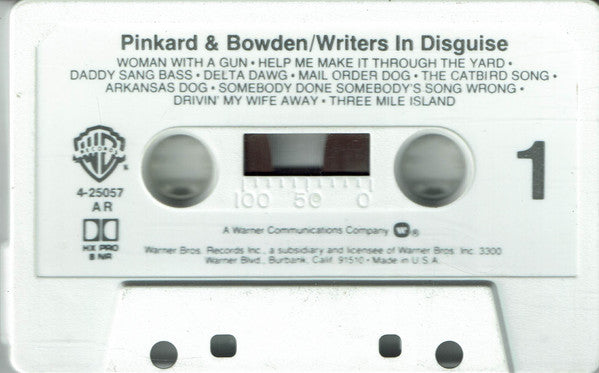 Pinkard & Bowden/Writers In Disguise
WOMAN WITH A GUN • HELP ME MAKE IT THROUGH THE YARD •
DADDY SANG BASS • DELTA DAWG • MAIL ORDER DOG • THE CATBIRD SONG •
ARKANSAS DOG • SOMEBODY DONE SOMEBODY'S SONG WRONG •
DRIVIN' MY WIFE AWAY • THREE MILE ISLAND
WB
RECORDS
4-25057
AR
HX PRO
B NR
100 50 0
1
A Warner Communications Company ®
Warner Bros. Records Inc., a subsidiary and licensee of Warner Bros. Inc. 3300
Warner Blvd., Burbank, Calif. 91510 • Made in U.S.A.